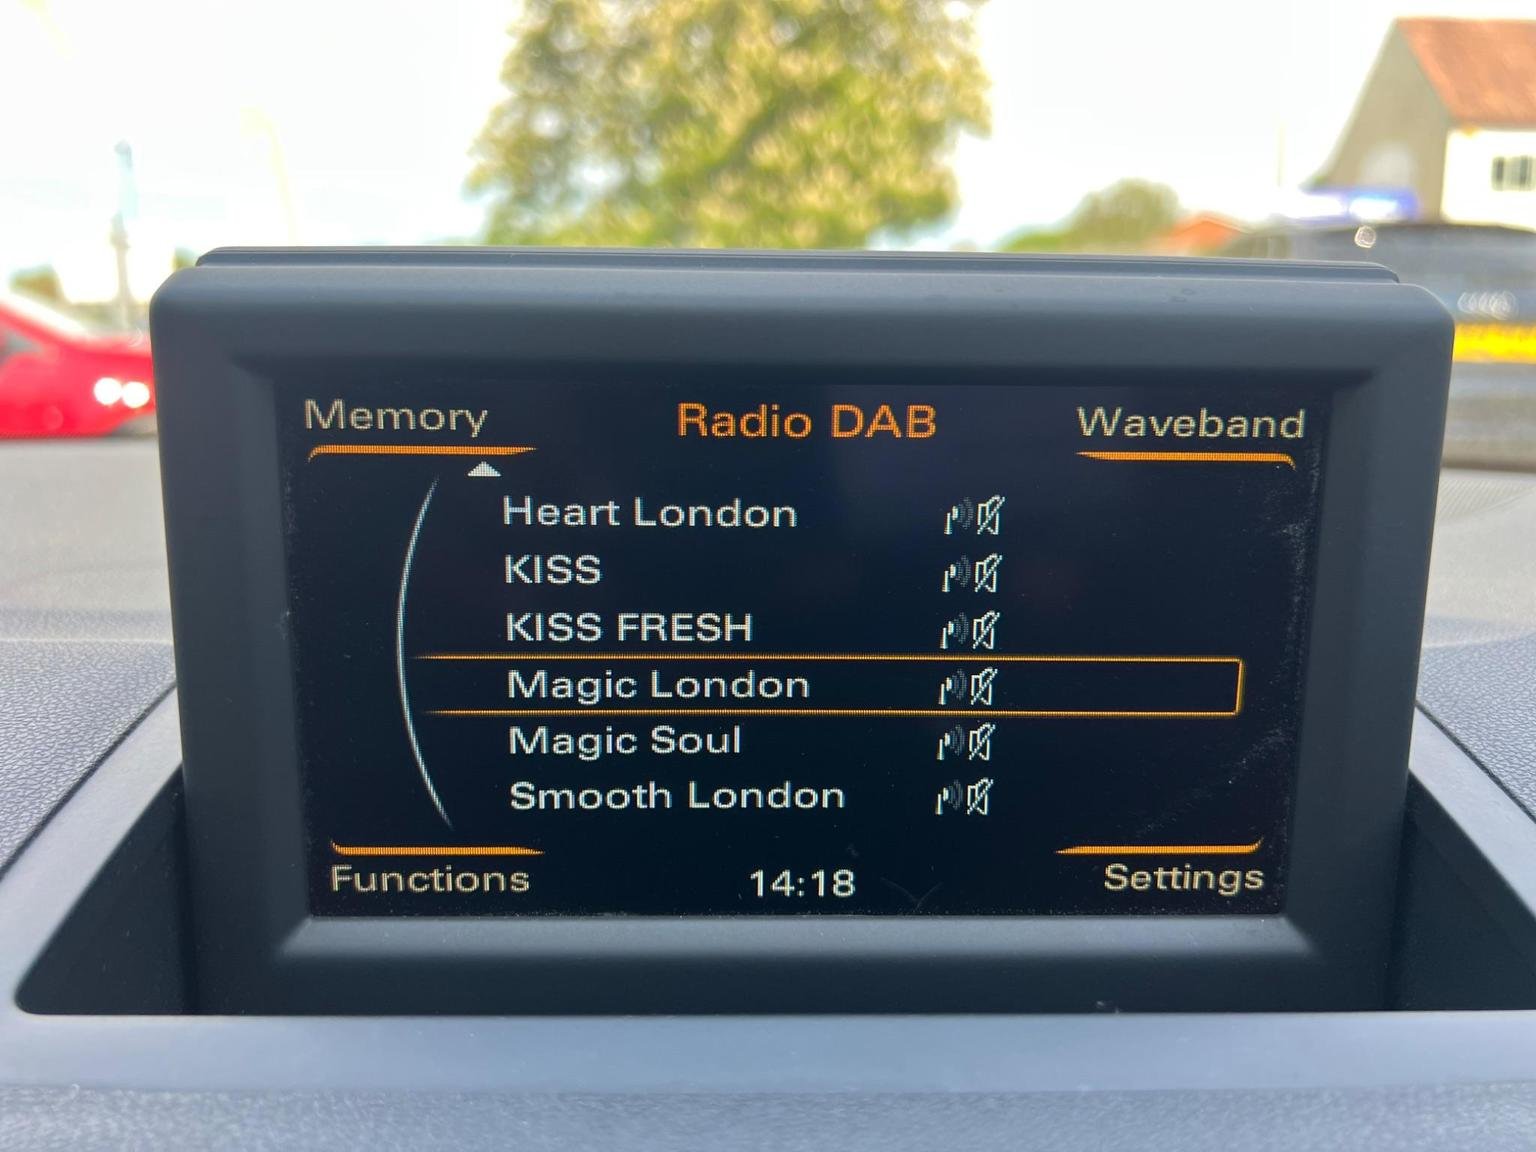 Memory Radio DAB Waveband
Heart London
KISS
KISS FRESH
Magic London
Magic Soul
Smooth London
Functions 14:18 Settings